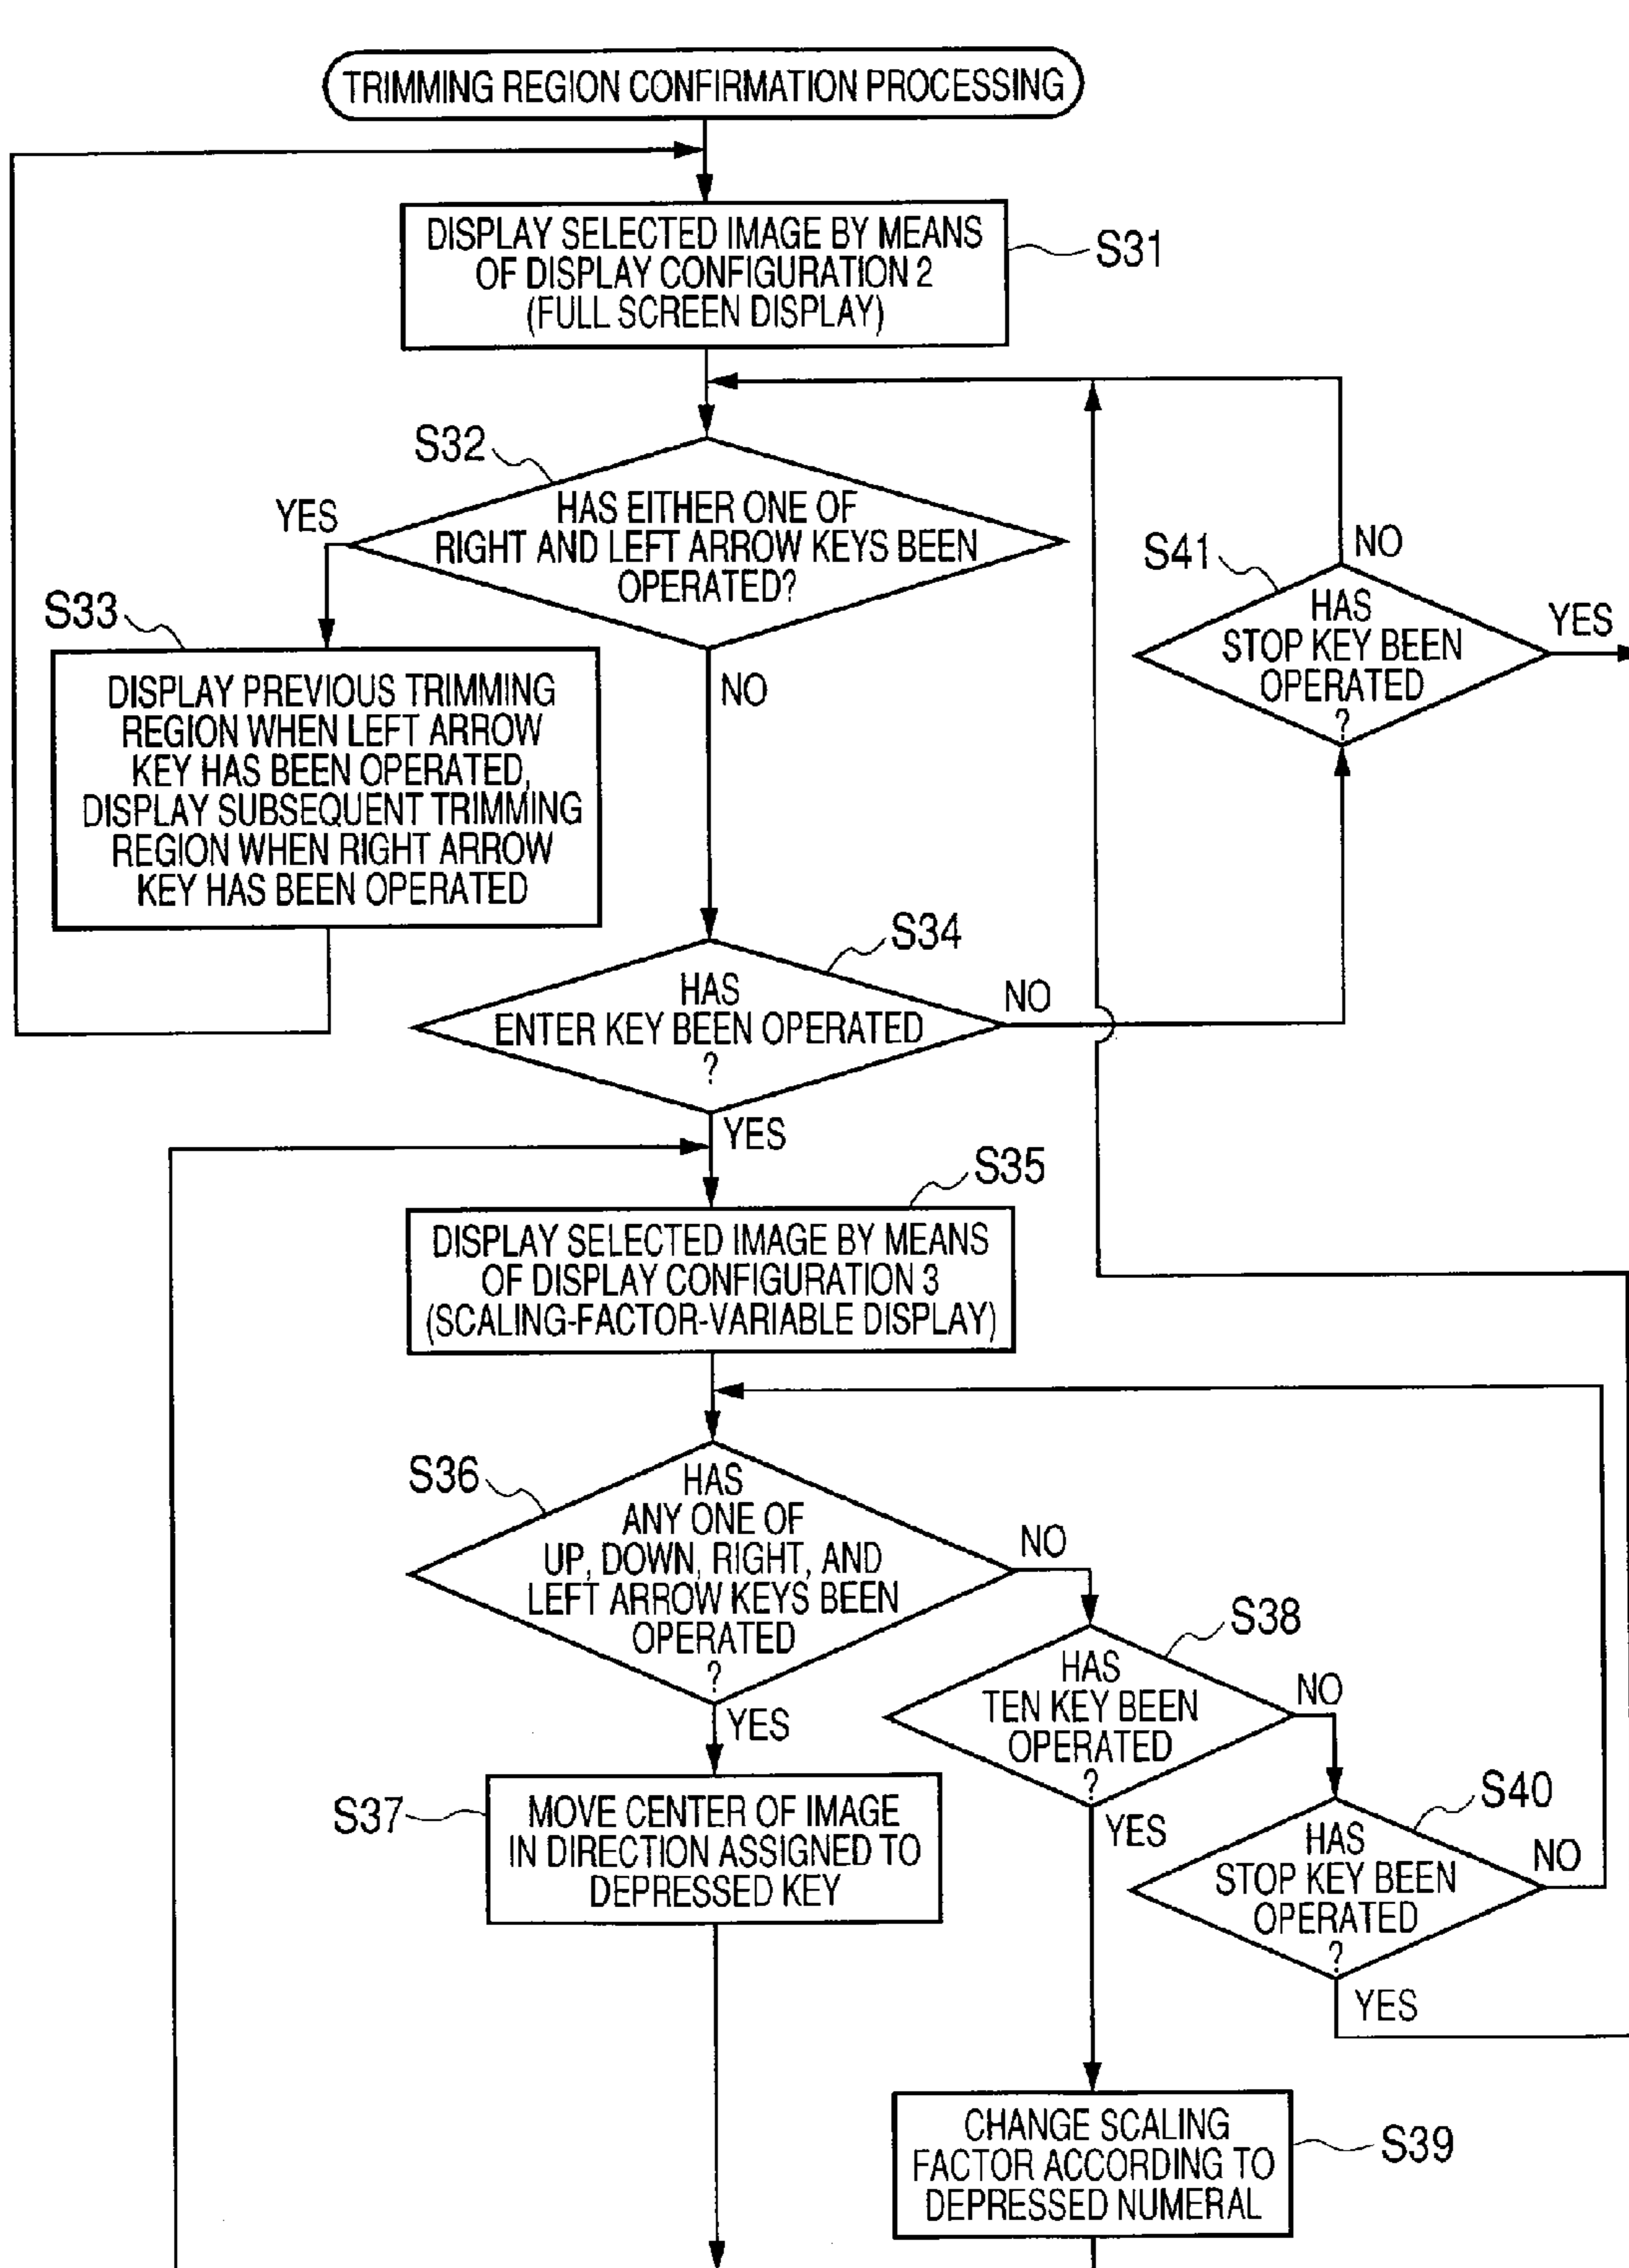 TRIMMING REGION CONFIRMATION PROCESSING
DISPLAY SELECTED IMAGE BY MEANS
OF DISPLAY CONFIGURATION 2
(FULL SCREEN DISPLAY)
S31
S32
HAS EITHER ONE OF
RIGHT AND LEFT ARROW KEYS BEEN
OPERATED?
YES
NO
S33
DISPLAY PREVIOUS TRIMMING
REGION WHEN LEFT ARROW
KEY HAS BEEN OPERATED,
DISPLAY SUBSEQUENT TRIMMING
REGION WHEN RIGHT ARROW
KEY HAS BEEN OPERATED
S41
HAS
STOP KEY BEEN
OPERATED
?
NO
YES
S34
HAS
ENTER KEY BEEN OPERATED
?
NO
YES
S35
DISPLAY SELECTED IMAGE BY MEANS
OF DISPLAY CONFIGURATION 3
(SCALING-FACTOR-VARIABLE DISPLAY)
S36
HAS
ANY ONE OF
UP, DOWN, RIGHT, AND
LEFT ARROW KEYS BEEN
OPERATED
?
NO
YES
S38
HAS
TEN KEY BEEN
OPERATED
?
NO
YES
S37
MOVE CENTER OF IMAGE
IN DIRECTION ASSIGNED TO
DEPRESSED KEY
S40
HAS
STOP KEY BEEN
OPERATED
?
NO
YES
CHANGE SCALING
FACTOR ACCORDING TO
DEPRESSED NUMERAL
S39